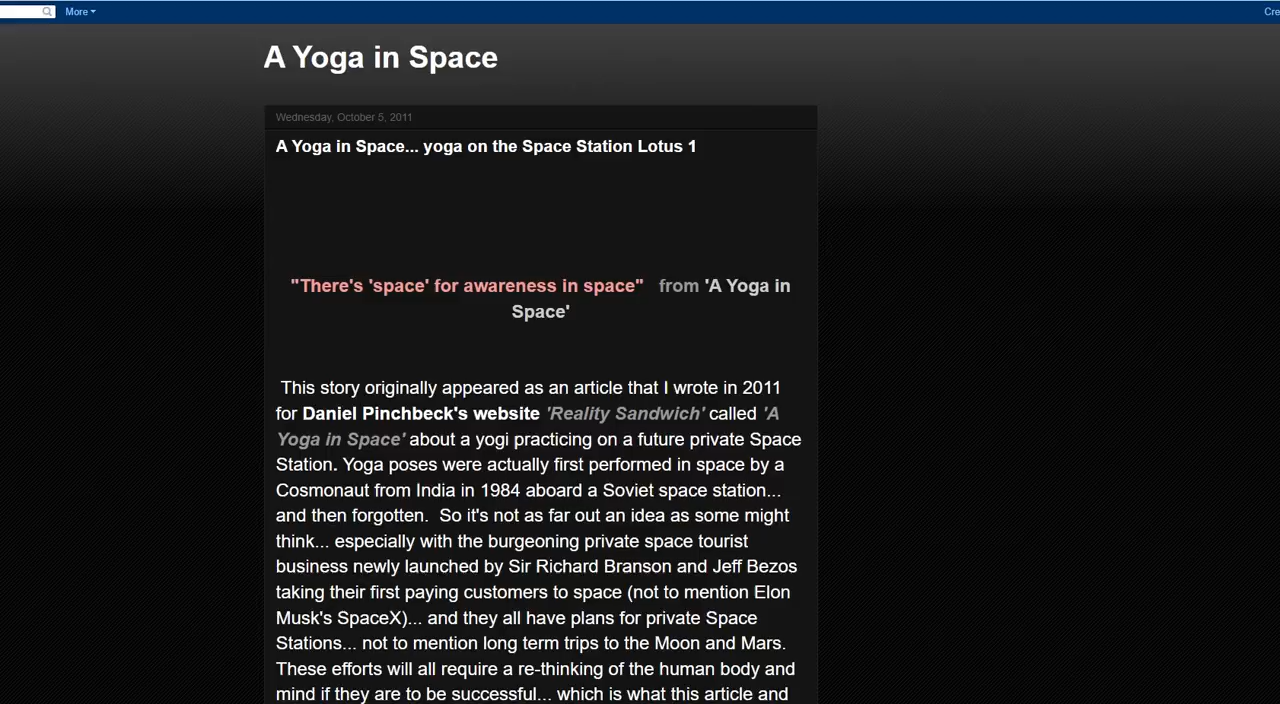 More
Cre
A Yoga in Space
Wednesday, October 5, 2011
A Yoga in Space... yoga on the Space Station Lotus 1
"There's 'space' for awareness in space"   from 'A Yoga in
Space'
This story originally appeared as an article that I wrote in 2011
for Daniel Pinchbeck's website 'Reality Sandwich' called 'A
Yoga in Space' about a yogi practicing on a future private Space
Station. Yoga poses were actually first performed in space by a
Cosmonaut from India in 1984 aboard a Soviet space station...
and then forgotten.  So it's not as far out an idea as some might
think... especially with the burgeoning private space tourist
business newly launched by Sir Richard Branson and Jeff Bezos
taking their first paying customers to space (not to mention Elon
Musk's SpaceX)... and they all have plans for private Space
Stations... not to mention long term trips to the Moon and Mars.
These efforts will all require a re-thinking of the human body and
mind if they are to be successful... which is what this article and